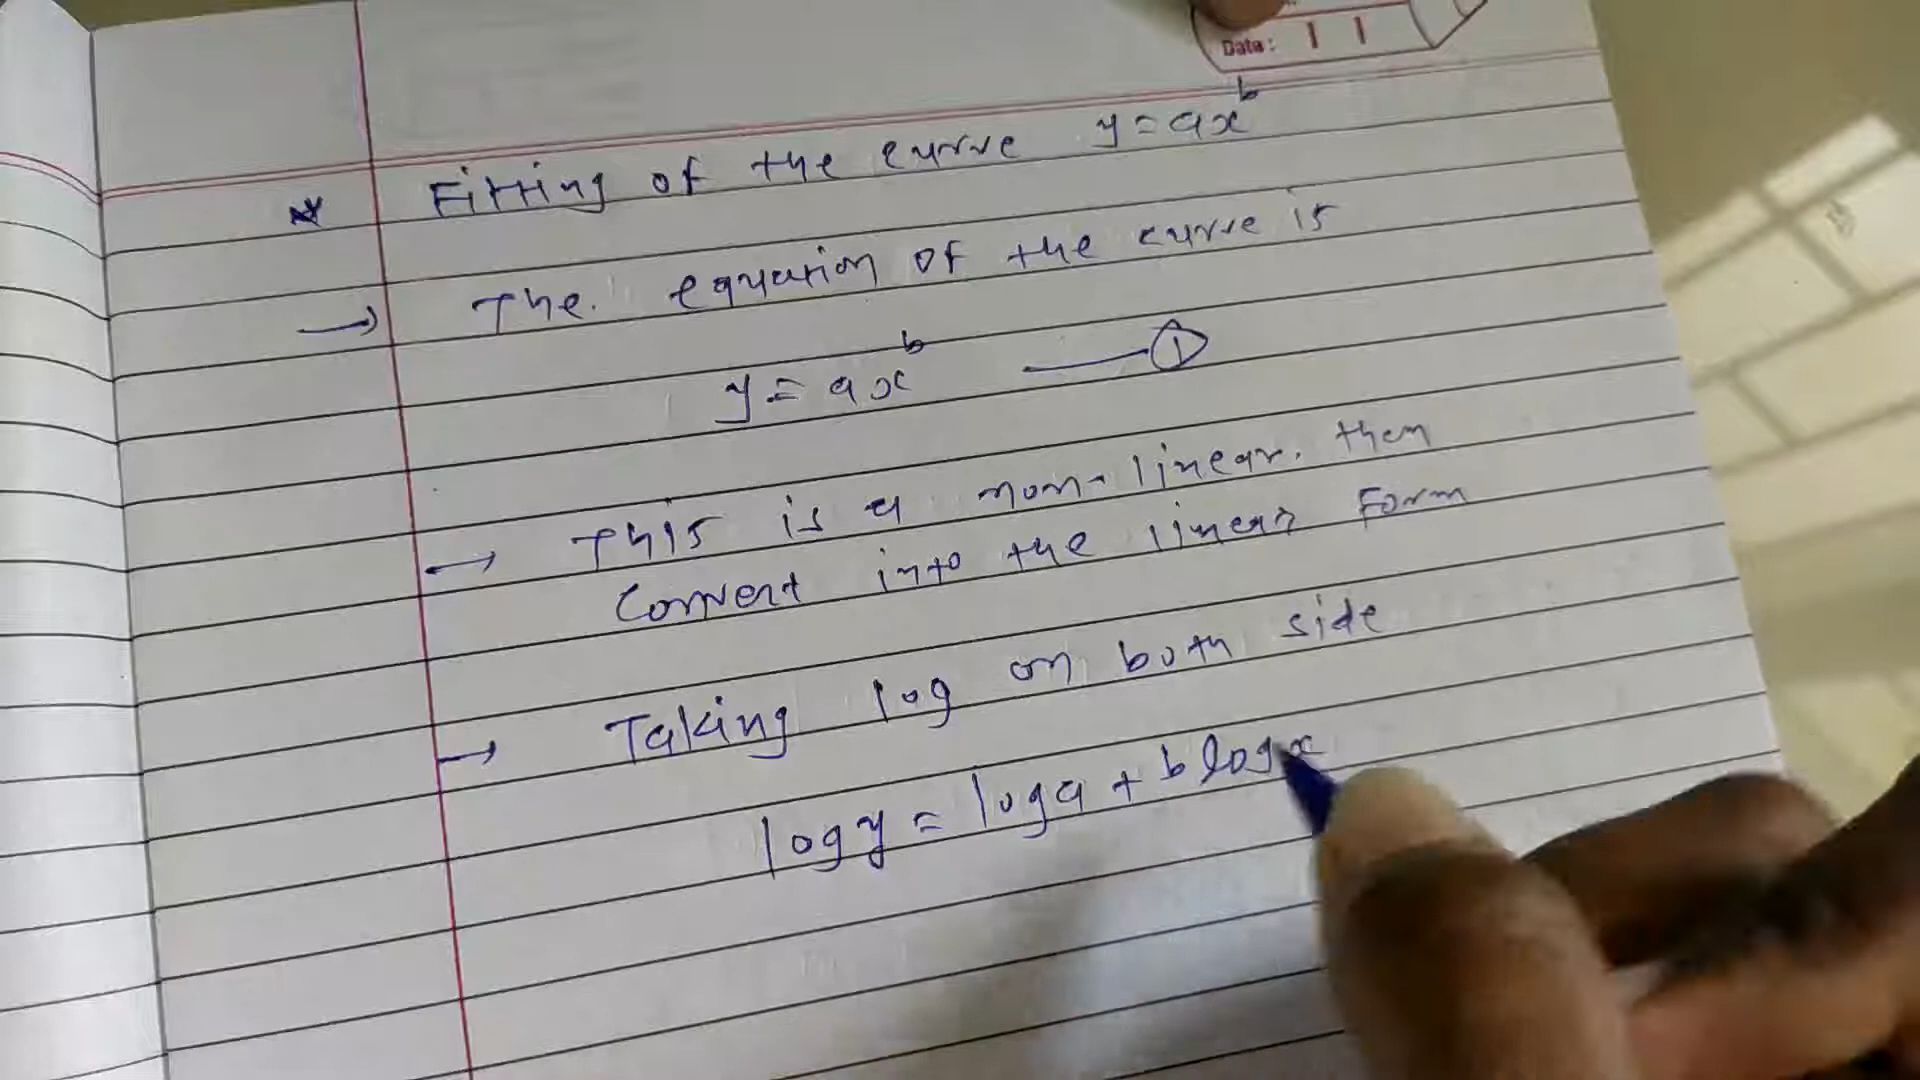 Date:
Fitting of the curve y = ax^b
The equation of the curve is
y = ax^b —— ①
→ This is a non-linear. then
Convert into the linear form
→ Taking log on both side
log y = log a + b log x